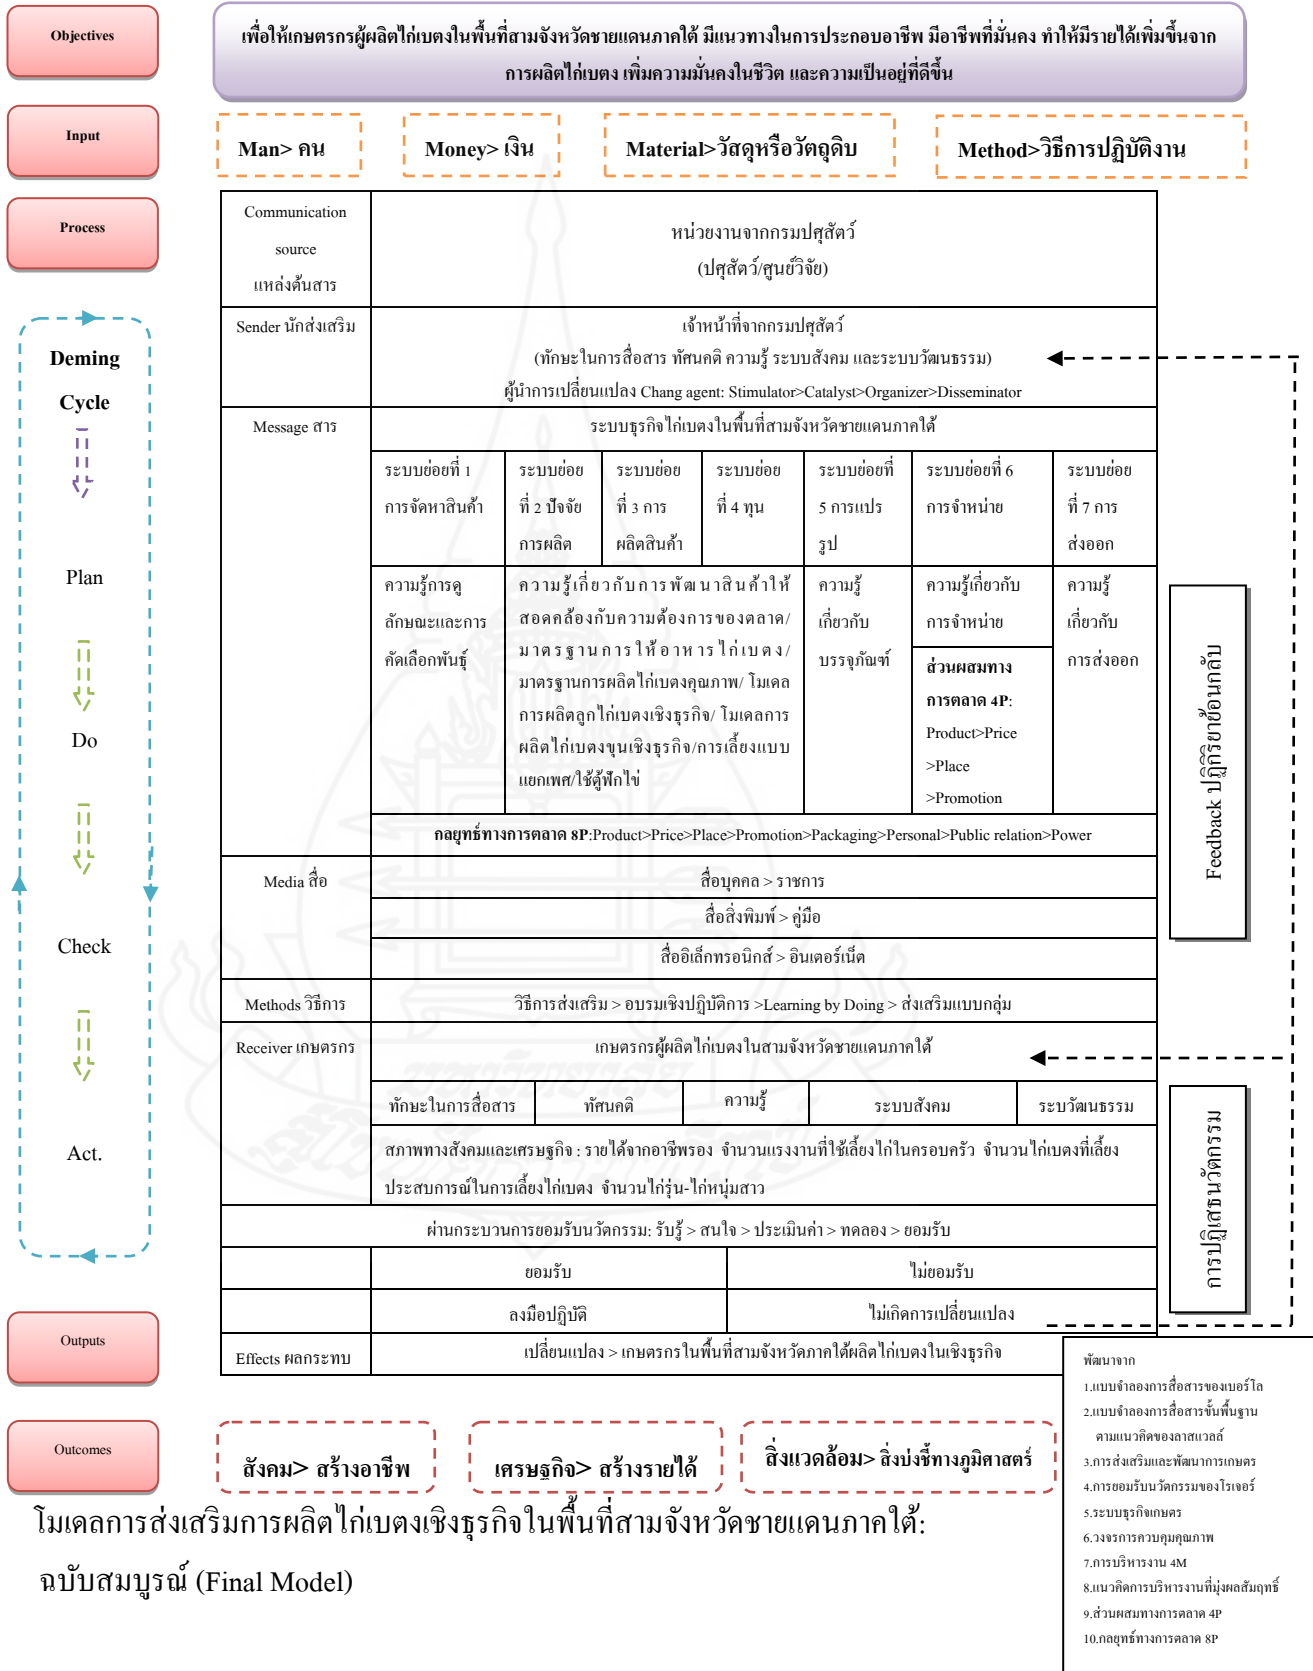 Objectives
เพื่อให้เกษตรกรผู้ผลิตไก่เบตงในพื้นที่สามจังหวัดชายแดนภาคใต้ มีแนวทางในการประกอบอาชีพ มีอาชีพที่มั่นคง ทำให้มีรายได้เพิ่มขึ้นจาก
การผลิตไก่เบตง เพิ่มความมั่นคงในชีวิต และความเป็นอยู่ที่ดีขึ้น
Input
Man> คน
Money> เงิน
Material>วัสดุหรือวัตถุดิบ
Method>วิธีการปฏิบัติงาน
Process
Communication
source
แหล่งต้นสาร
หน่วยงานจากกรมปศุสัตว์
(ปศุสัตว์/ศูนย์วิจัย)
Sender นักส่งเสริม
เจ้าหน้าที่จากกรมปศุสัตว์
(ทักษะในการสื่อสาร ทัศนคติ ความรู้ ระบบสังคม และระบบวัฒนธรรม)
ผู้นำการเปลี่ยนแปลง Chang agent: Stimulator>Catalyst>Organizer>Disseminator
Message สาร
ระบบธุรกิจไก่เบตงในพื้นที่สามจังหวัดชายแดนภาคใต้
ระบบย่อยที่ 1
การจัดหาสินค้า
ระบบย่อย
ที่ 2 ปัจจัย
การผลิต
ระบบย่อย
ที่ 3 การ
ผลิตสินค้า
ระบบย่อย
ที่ 4 ทุน
ระบบย่อยที่
5 การแปร
รูป
ระบบย่อยที่ 6
การจำหน่าย
ระบบย่อย
ที่ 7 การ
ส่งออก
ความรู้การดู
ลักษณะและการ
คัดเลือกพันธุ์
ความรู้เกี่ยวกับการพัฒนาสินค้าให้
สอดคล้องกับความต้องการของตลาด/
มาตรฐานการให้อาหารไก่เบตง/
มาตรฐานการผลิตไก่เบตงคุณภาพ/ โมเดล
การผลิตลูกไก่เบตงเชิงธุรกิจ/ โมเดลการ
ผลิตไก่เบตงขุนเชิงธุรกิจ/การเลี้ยงแบบ
แยกเพศ/ใช้ตู้ฟักไข่
ความรู้
เกี่ยวกับ
บรรจุภัณฑ์
ความรู้เกี่ยวกับ
การจำหน่าย
ส่วนผสมทาง
การตลาด 4P:
Product>Price
>Place
>Promotion
ความรู้
เกี่ยวกับ
การส่งออก
กลยุทธ์ทางการตลาด 8P:Product>Price>Place>Promotion>Packaging>Personal>Public relation>Power
Media สื่อ
สื่อบุคคล > ราชการ
สื่อสิ่งพิมพ์ > คู่มือ
สื่ออิเล็กทรอนิกส์ > อินเตอร์เน็ต
Methods วิธีการ
วิธีการส่งเสริม > อบรมเชิงปฏิบัติการ >Learning by Doing > ส่งเสริมแบบกลุ่ม
Receiver เกษตรกร
เกษตรกรผู้ผลิตไก่เบตงในสามจังหวัดชายแดนภาคใต้
ทักษะในการสื่อสาร
ทัศนคติ
ความรู้
ระบบสังคม
ระบวัฒนธรรม
สภาพทางสังคมและเศรษฐกิจ : รายได้จากอาชีพรอง จำนวนแรงงานที่ใช้เลี้ยงไก่ในครอบครัว จำนวนไก่เบตงที่เลี้ยง
ประสบการณ์ในการเลี้ยงไก่เบตง จำนวนไก่รุ่น-ไก่หนุ่มสาว
ผ่านกระบวนการยอมรับนวัตกรรม: รับรู้ > สนใจ > ประเมินค่า > ทดลอง > ยอมรับ
ยอมรับ
ไม่ยอมรับ
ลงมือปฏิบัติ
ไม่เกิดการเปลี่ยนแปลง
Effects ผลกระทบ
เปลี่ยนแปลง > เกษตรกรในพื้นที่สามจังหวัดภาคใต้ผลิตไก่เบตงในเชิงธุรกิจ
Deming
Cycle
Plan
Do
Check
Act.
Feedback ปฏิกิริยาย้อนกลับ
การปฏิเสธนวัตกรรม
Outputs
Outcomes
สังคม> สร้างอาชีพ
เศรษฐกิจ> สร้างรายได้
สิ่งแวดล้อม> สิ่งบ่งชี้ทางภูมิศาสตร์
พัฒนาจาก
1.แบบจำลองการสื่อสารของเบอร์โล
2.แบบจำลองการสื่อสารขั้นพื้นฐาน
ตามแนวคิดของลาสแวลล์
3.การส่งเสริมและพัฒนาการเกษตร
4.การยอมรับนวัตกรรมของโรเจอร์
5.ระบบธุรกิจเกษตร
6.วงจรการควบคุมคุณภาพ
7.การบริหารงาน 4M
8.แนวคิดการบริหารงานที่มุ่งผลสัมฤทธิ์
9.ส่วนผสมทางการตลาด 4P
10.กลยุทธ์ทางการตลาด 8P
โมเดลการส่งเสริมการผลิตไก่เบตงเชิงธุรกิจในพื้นที่สามจังหวัดชายแดนภาคใต้:
ฉบับสมบูรณ์ (Final Model)